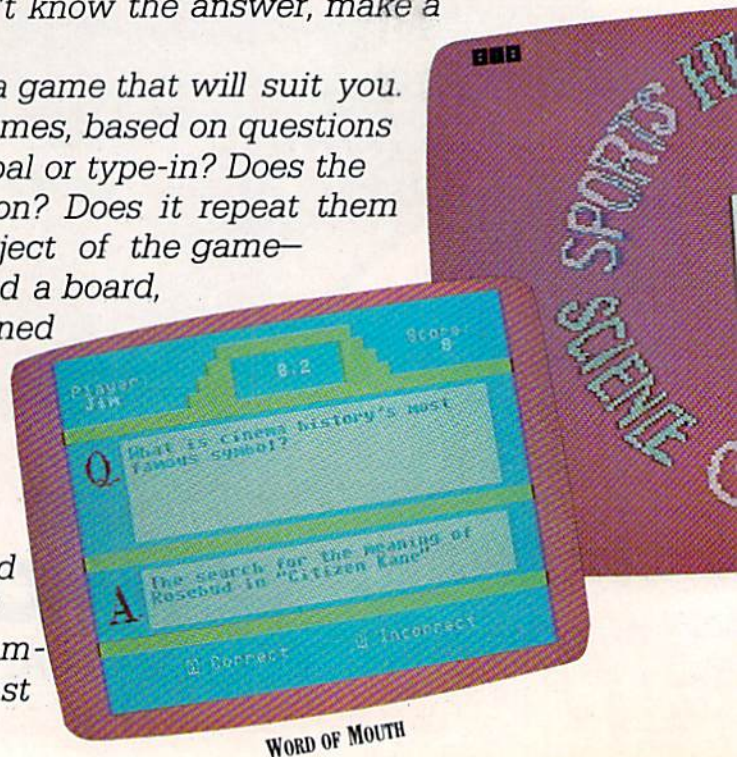 't know the answer, make a
a game that will suit you.
mes, based on questions
bal or type-in? Does the
on? Does it repeat them
ject of the game—
d a board,
ned
d
m-
st
SPORTS HI
SCIENCE
Player:
JIM
8.2
Score:
8
Q
What is cinema history's most
famous symbol?
A
The search for the meaning of
Rosebud in "Citizen Kane"
Correct
Incorrect
WORD OF MOUTH